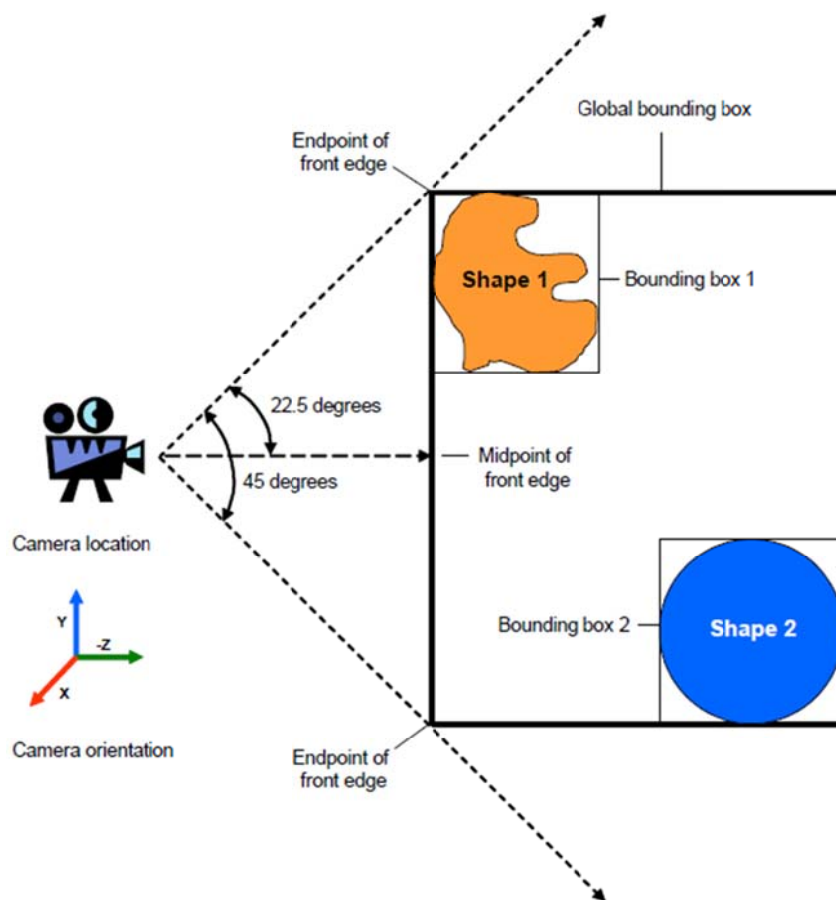 Global bounding box
Endpoint of
front edge
Shape 1
Bounding box 1
22.5 degrees
Midpoint of
front edge
45 degrees
Camera location
Bounding box 2
Shape 2
Y
-Z
X
Camera orientation
Endpoint of
front edge